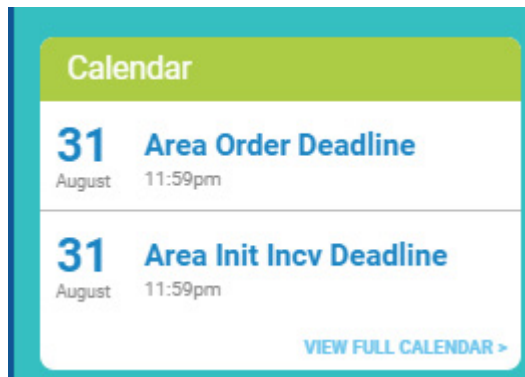 Calendar
31 Area Order Deadline
August 11:59pm
31 Area Init Incv Deadline
August 11:59pm
VIEW FULL CALENDAR >